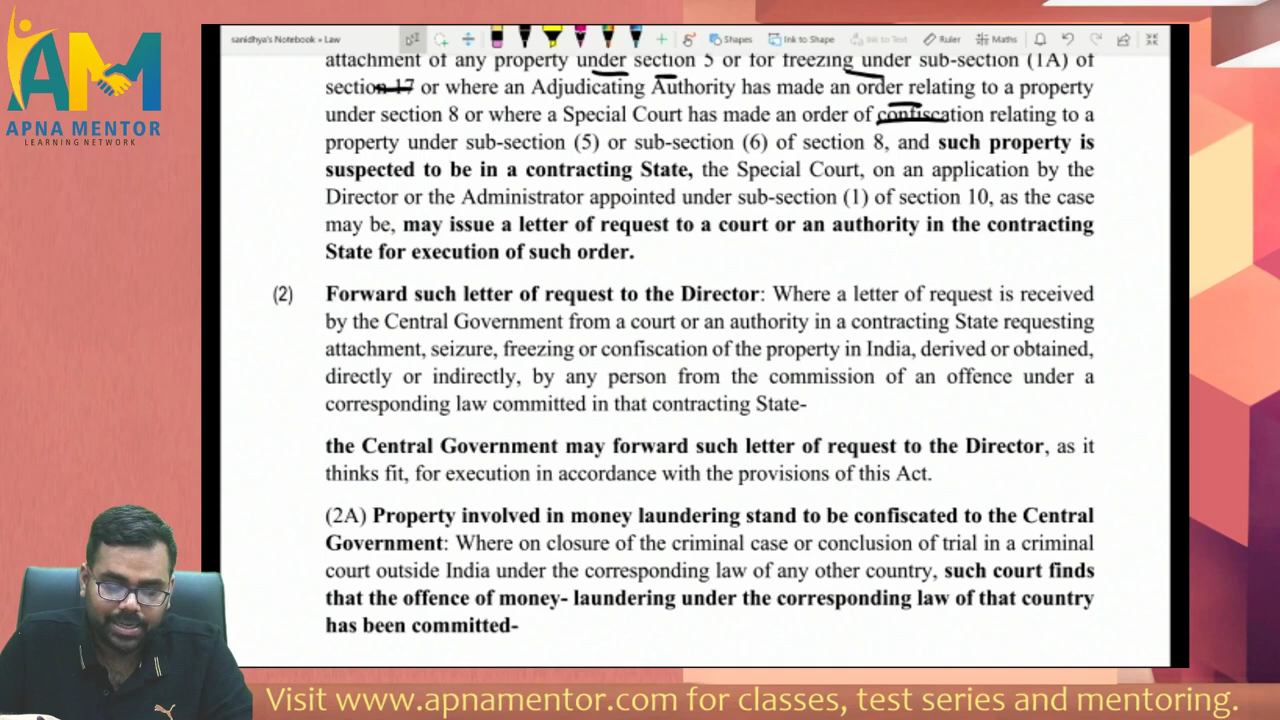 AM
APNA MENTOR
LEARNING NETWORK
sanidhya's Notebook » Law
Shapes
Ink to Shape
Ink to Text
Ruler
Maths
attachment of any property under section 5 or for freezing under sub-section (1A) of
section 17 or where an Adjudicating Authority has made an order relating to a property
under section 8 or where a Special Court has made an order of confiscation relating to a
property under sub-section (5) or sub-section (6) of section 8, and such property is
suspected to be in a contracting State, the Special Court, on an application by the
Director or the Administrator appointed under sub-section (1) of section 10, as the case
may be, may issue a letter of request to a court or an authority in the contracting
State for execution of such order.
(2) Forward such letter of request to the Director: Where a letter of request is received
by the Central Government from a court or an authority in a contracting State requesting
attachment, seizure, freezing or confiscation of the property in India, derived or obtained,
directly or indirectly, by any person from the commission of an offence under a
corresponding law committed in that contracting State-
the Central Government may forward such letter of request to the Director, as it
thinks fit, for execution in accordance with the provisions of this Act.
(2A) Property involved in money laundering stand to be confiscated to the Central
Government: Where on closure of the criminal case or conclusion of trial in a criminal
court outside India under the corresponding law of any other country, such court finds
that the offence of money- laundering under the corresponding law of that country
has been committed-
Visit www.apnamentor.com for classes, test series and mentoring.